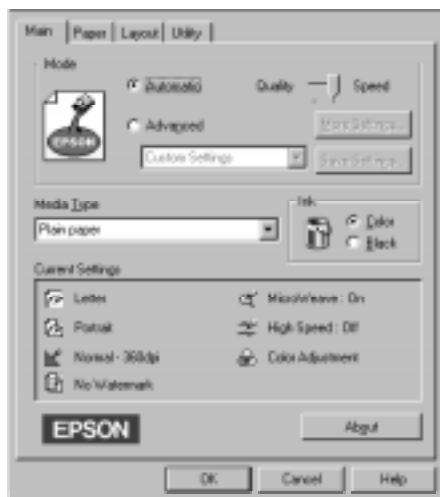 Main Paper Layout Utility
Mode
Automatic
Quality Speed
EPSON
Advanced
More Settings...
Custom Settings
Save Settings...
Media Type
Ink
Plain paper
Color
Black
Current Settings
Letter
MicroWeave : On
Portrait
High Speed : Off
Normal - 360dpi
Color Adjustment
No Watermark
EPSON
About
OK Cancel Help